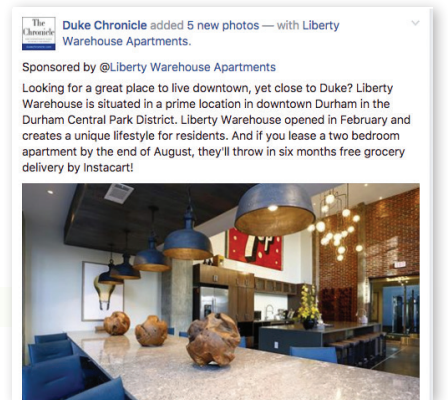 The
Chronicle
Duke Chronicle added 5 new photos — with Liberty
Warehouse Apartments.
Sponsored by @Liberty Warehouse Apartments
Looking for a great place to live downtown, yet close to Duke? Liberty
Warehouse is situated in a prime location in downtown Durham in the
Durham Central Park District. Liberty Warehouse opened in February and
creates a unique lifestyle for residents. And if you lease a two bedroom
apartment by the end of August, they'll throw in six months free grocery
delivery by Instacart!